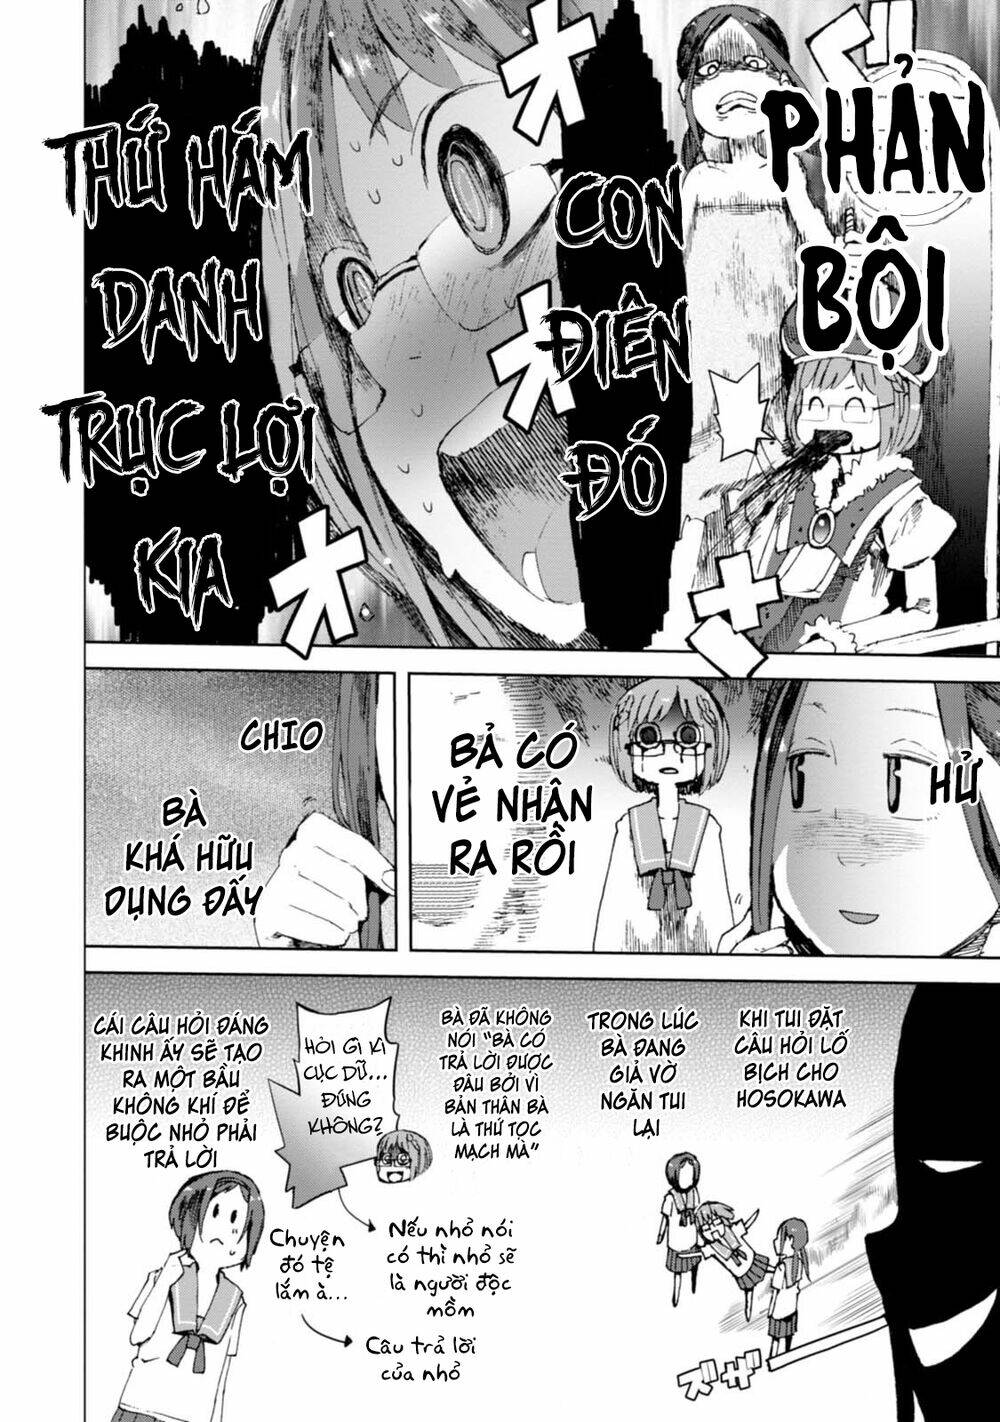 PHẢN
BỘI
CON
ĐIÊN
ĐÓ
THỨ HÁM
DANH
TRỤC LỢI
KIA
HỬ
BẢ CÓ
VẺ NHẬN
RA RỒI
CHIO
BÀ
KHÁ HỮU
DỤNG ĐẤY
KHI TUI ĐẶT
CÂU HỎI LỐ
BỊCH CHO
HOSOKAWA
TRONG LÚC
BÀ ĐANG
GIẢ VỜ
NGĂN TUI
LẠI
BÀ ĐÃ KHÔNG
NÓI "BÀ CÓ
TRẢ LỜI ĐƯỢC
ĐÂU BỞI VÌ
BẢN THÂN BÀ
LÀ THỨ TỌC
MẠCH MÀ"
HỎI GÌ KÌ
CỤC DỮ...
ĐÚNG
KHÔNG?
CÁI CÂU HỎI ĐÁNG
KHINH ẤY SẼ TẠO
RA MỘT BẦU
KHÔNG KHÍ ĐỂ
BUỘC NHỎ PHẢI
TRẢ LỜI
Nếu nhỏ nói
có thì nhỏ sẽ
là người độc
mồm
Chuyện
đó tệ
lắm à...
Câu trả lời
của nhỏ
ズザー